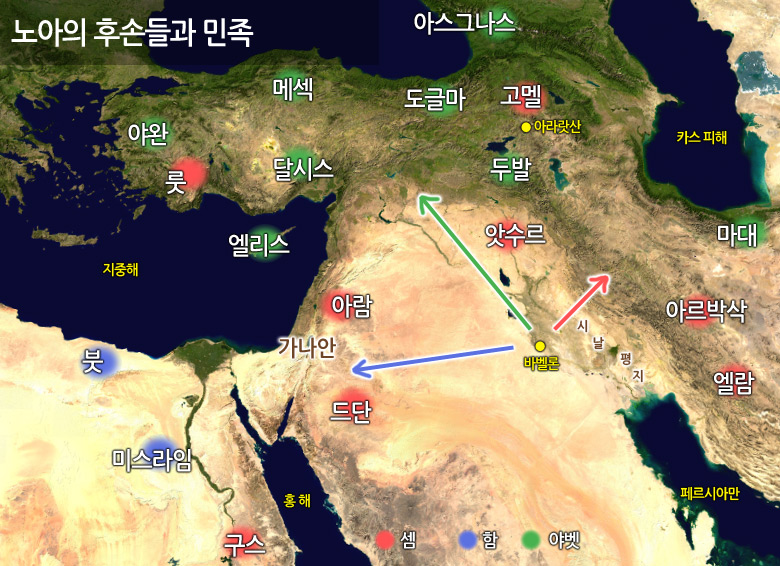 노아의 후손들과 민족
아스그나스
메섹
도글마
고멜
아라랏산
야완
카스피해
룻
달시스
두발
엘리스
앗수르
마대
지중해
아람
아르박삭
가나안
시날평지
바벨론
붓
드단
엘람
미스라임
홍해
페르시아만
구스
셈
함
야벳